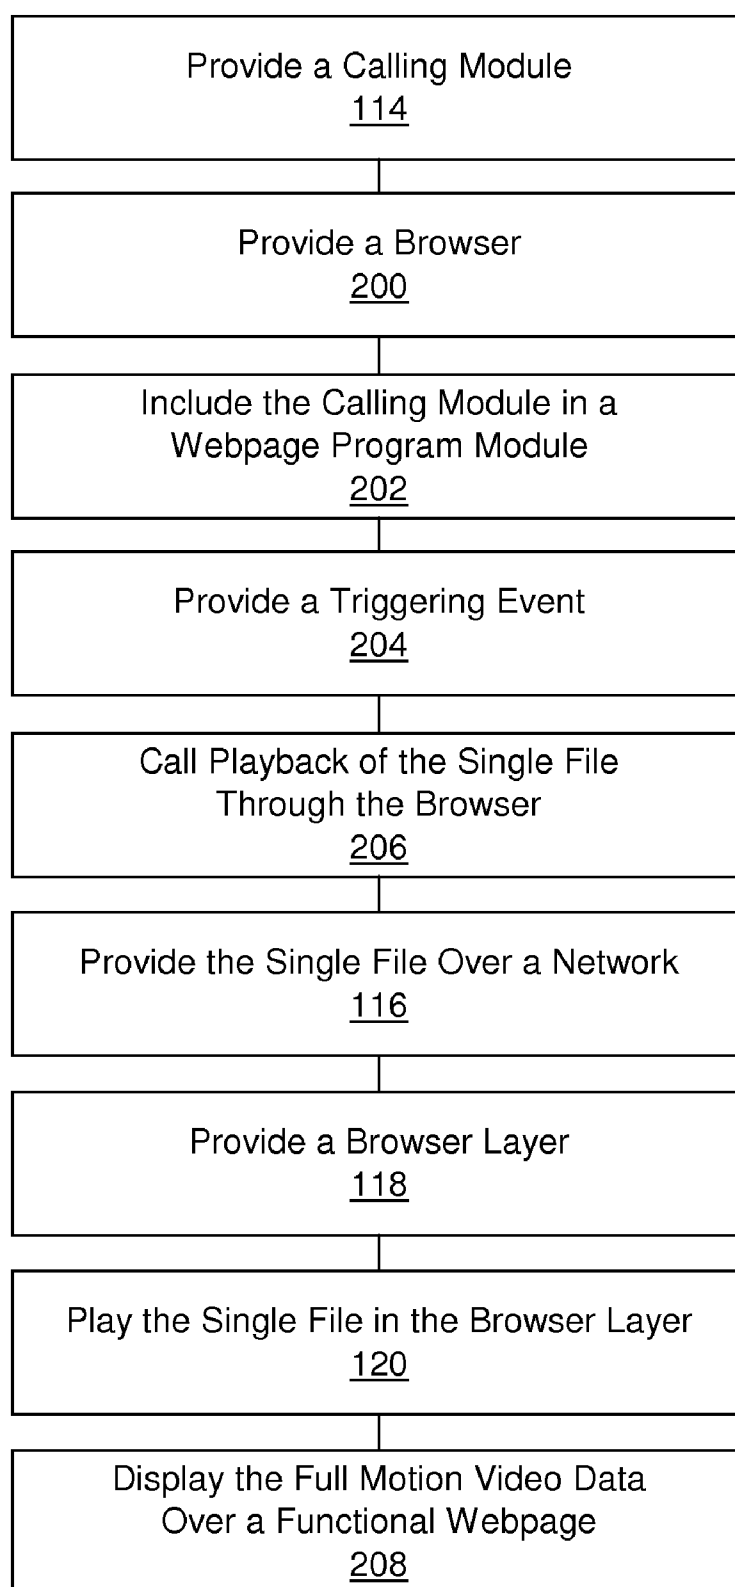 Provide a Calling Module
114
Provide a Browser
200
Include the Calling Module in a
Webpage Program Module
202
Provide a Triggering Event
204
Call Playback of the Single File
Through the Browser
206
Provide the Single File Over a Network
116
Provide a Browser Layer
118
Play the Single File in the Browser Layer
120
Display the Full Motion Video Data
Over a Functional Webpage
208